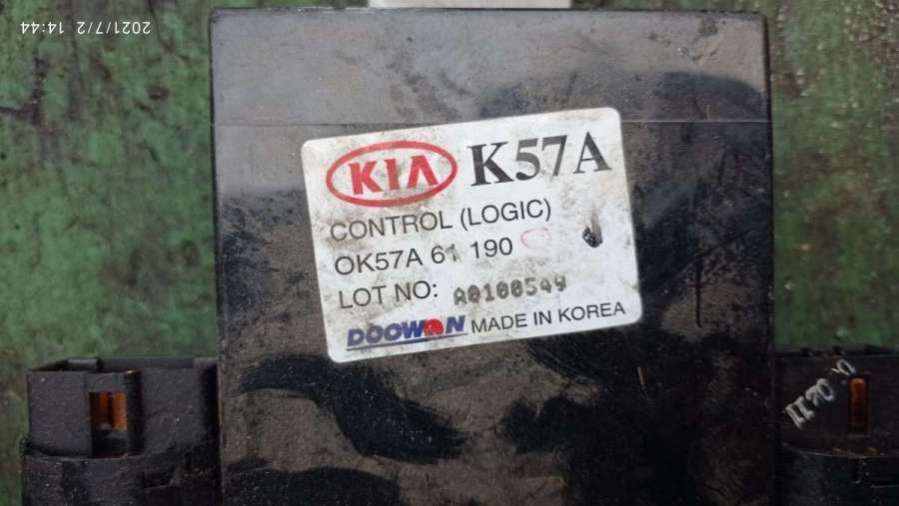 2021/7/2 14:44
KIA K57A
CONTROL (LOGIC)
OK57A 61 190
LOT NO: A0100549
DOOWON MADE IN KOREA